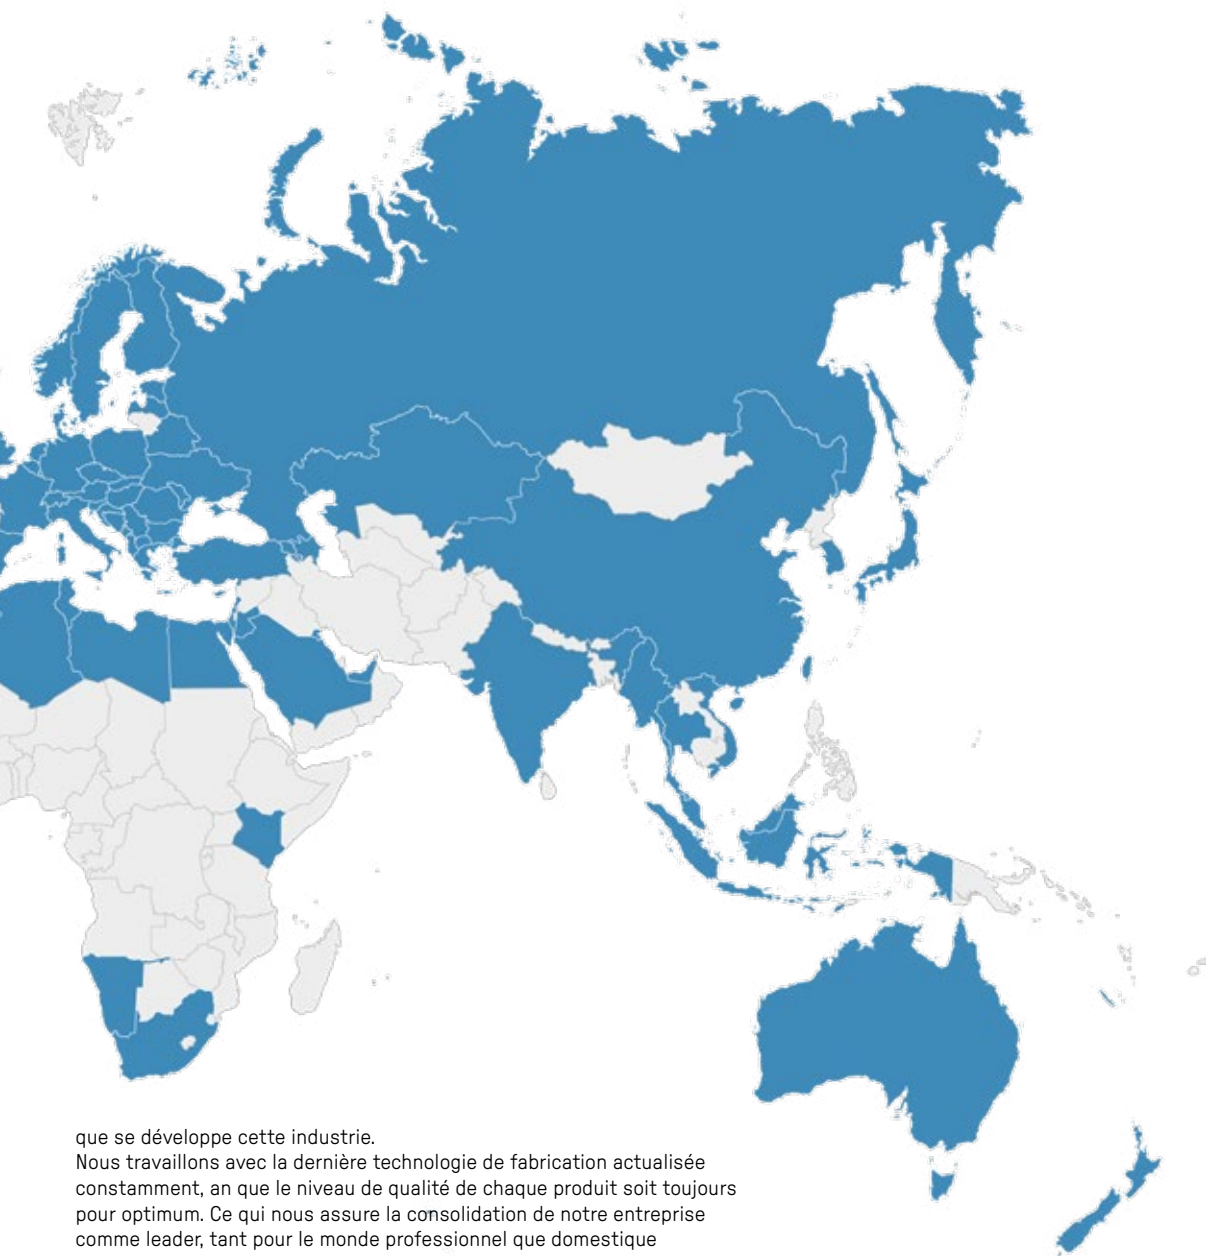 que se développe cette industrie.
Nous travaillons avec la dernière technologie de fabrication actualisée
constamment, an que le niveau de qualité de chaque produit soit toujours
pour optimum. Ce qui nous assure la consolidation de notre entreprise
comme leader, tant pour le monde professionnel que domestique